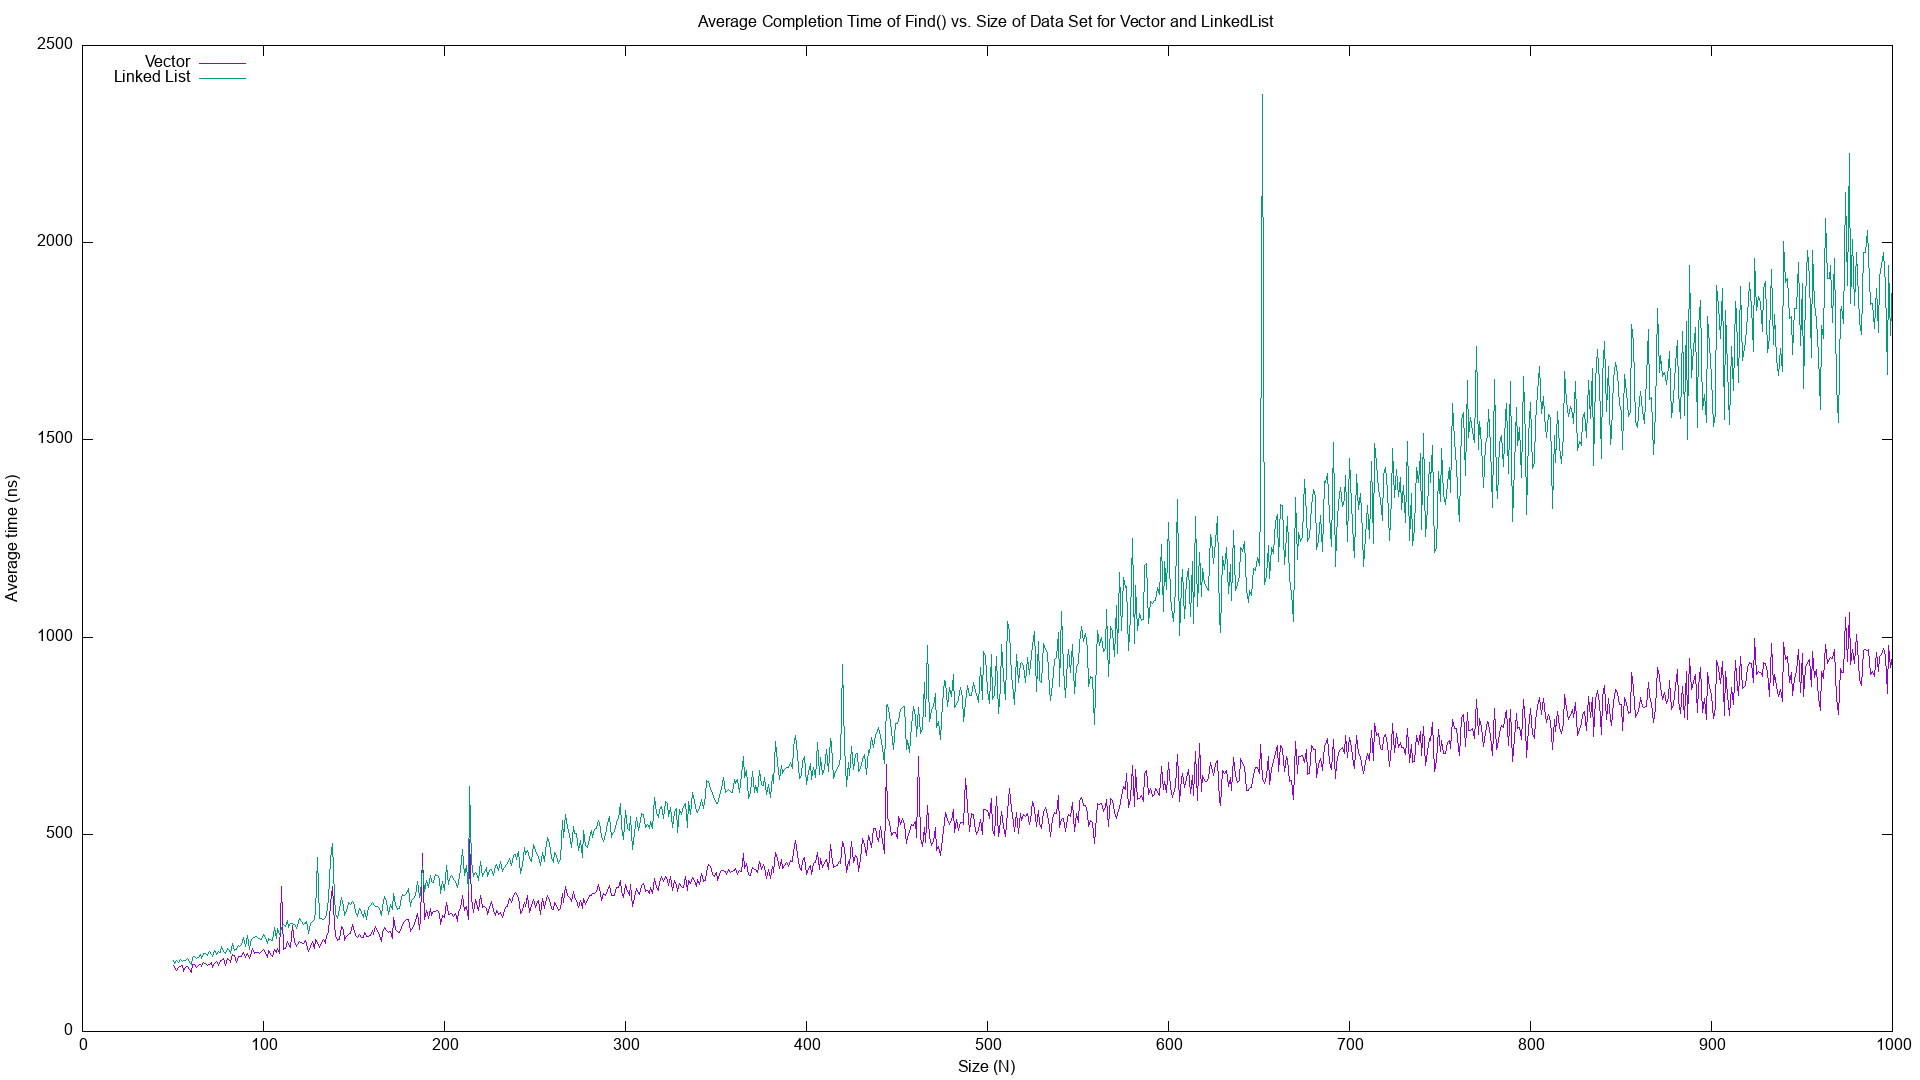 Average Completion Time of Find() vs. Size of Data Set for Vector and LinkedList
2500
2000
1500
1000
500
0
Vector
Linked List
Average time (ns)
0 100 200 300 400 500 600 700 800 900 1000
Size (N)